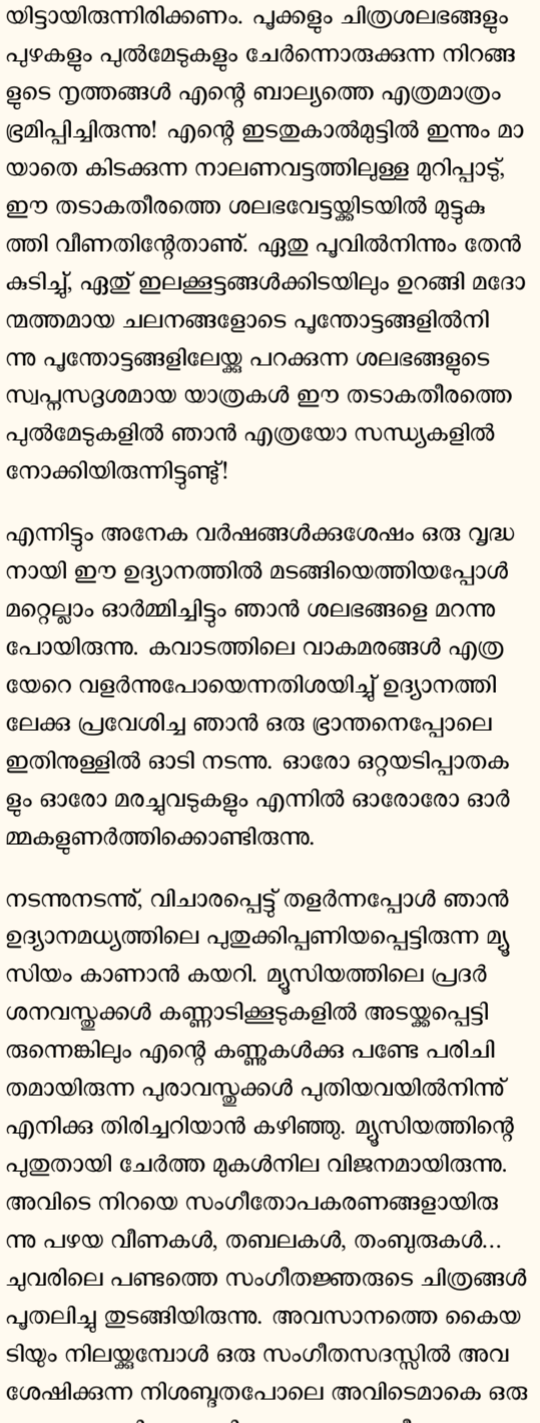 യിട്ടായിരുന്നിരിക്കണം. പൂക്കളും ചിത്രശലഭങ്ങളും
പുഴകളും പുൽമേടുകളും ചേർന്നൊരുക്കുന്ന നിറങ്ങ
ളുടെ നൃത്തങ്ങൾ എന്റെ ബാല്യത്തെ എത്രമാത്രം
ഭ്രമിപ്പിച്ചിരുന്നു! എന്റെ ഇടതുകാൽമുട്ടിൽ ഇന്നും മാ
യാതെ കിടക്കുന്ന നാലണവട്ടത്തിലുള്ള മുറിപ്പാടു്,
ഈ തടാകതീരത്തെ ശലഭവേട്ടയ്ക്കിടയിൽ മുട്ടുകു
ത്തി വീണതിന്റേതാണു്. ഏതു പൂവിൽനിന്നും തേൻ
കുടിച്ചു്, ഏതു് ഇലക്കൂട്ടങ്ങൾക്കിടയിലും ഉറങ്ങി മദോ
ന്മത്തമായ ചലനങ്ങളോടെ പൂന്തോട്ടങ്ങളിൽനി
ന്നു പൂന്തോട്ടങ്ങളിലേയ്ക്കു പറക്കുന്ന ശലഭങ്ങളുടെ
സ്വപ്നസദൃശമായ യാത്രകൾ ഈ തടാകതീരത്തെ
പുൽമേടുകളിൽ ഞാൻ എത്രയോ സന്ധ്യകളിൽ
നോക്കിയിരുന്നിട്ടുണ്ടു്!
എന്നിട്ടും അനേക വർഷങ്ങൾക്കുശേഷം ഒരു വൃദ്ധ
നായി ഈ ഉദ്യാനത്തിൽ മടങ്ങിയെത്തിയപ്പോൾ
മറ്റെല്ലാം ഓർമ്മിച്ചിട്ടും ഞാൻ ശലഭങ്ങളെ മറന്നു
പോയിരുന്നു. കവാടത്തിലെ വാകമരങ്ങൾ എത്ര
യേറെ വളർന്നുപോയെന്നതിശയിച്ചു് ഉദ്യാനത്തി
ലേക്കു പ്രവേശിച്ച ഞാൻ ഒരു ഭ്രാന്തനെപ്പോലെ
ഇതിനുള്ളിൽ ഓടി നടന്നു. ഓരോ ഒറ്റയടിപ്പാതക
ളും ഓരോ മരച്ചുവടുകളും എന്നിൽ ഓരോരോ ഓർ
മ്മകളുണർത്തിക്കൊണ്ടിരുന്നു.
നടന്നുനടന്നു്, വിചാരപ്പെട്ടു് തളർന്നപ്പോൾ ഞാൻ
ഉദ്യാനമധ്യത്തിലെ പുതുക്കിപ്പണിയപ്പെട്ടിരുന്ന മ്യൂ
സിയം കാണാൻ കയറി. മ്യൂസിയത്തിലെ പ്രദർ
ശനവസ്തുക്കൾ കണ്ണാടിക്കൂടുകളിൽ അടയ്ക്കപ്പെട്ടി
രുന്നെങ്കിലും എന്റെ കണ്ണുകൾക്കു പണ്ടേ പരിചി
തമായിരുന്ന പുരാവസ്തുക്കൾ പുതിയവയിൽനിന്നു്
എനിക്കു തിരിച്ചറിയാൻ കഴിഞ്ഞു. മ്യൂസിയത്തിന്റെ
പുതുതായി ചേർത്ത മുകൾനില വിജനമായിരുന്നു.
അവിടെ നിറയെ സംഗീതോപകരണങ്ങളായിരു
ന്നു പഴയ വീണകൾ, തബലകൾ, തംബുരുകൾ…
ചുവരിലെ പണ്ടത്തെ സംഗീതജ്ഞരുടെ ചിത്രങ്ങൾ
പൂതലിച്ചു തുടങ്ങിയിരുന്നു. അവസാനത്തെ കൈയ
ടിയും നിലയ്ക്കുമ്പോൾ ഒരു സംഗീതസദസ്സിൽ അവ
ശേഷിക്കുന്ന നിശബ്ദതപോലെ അവിടെമാകെ ഒരു